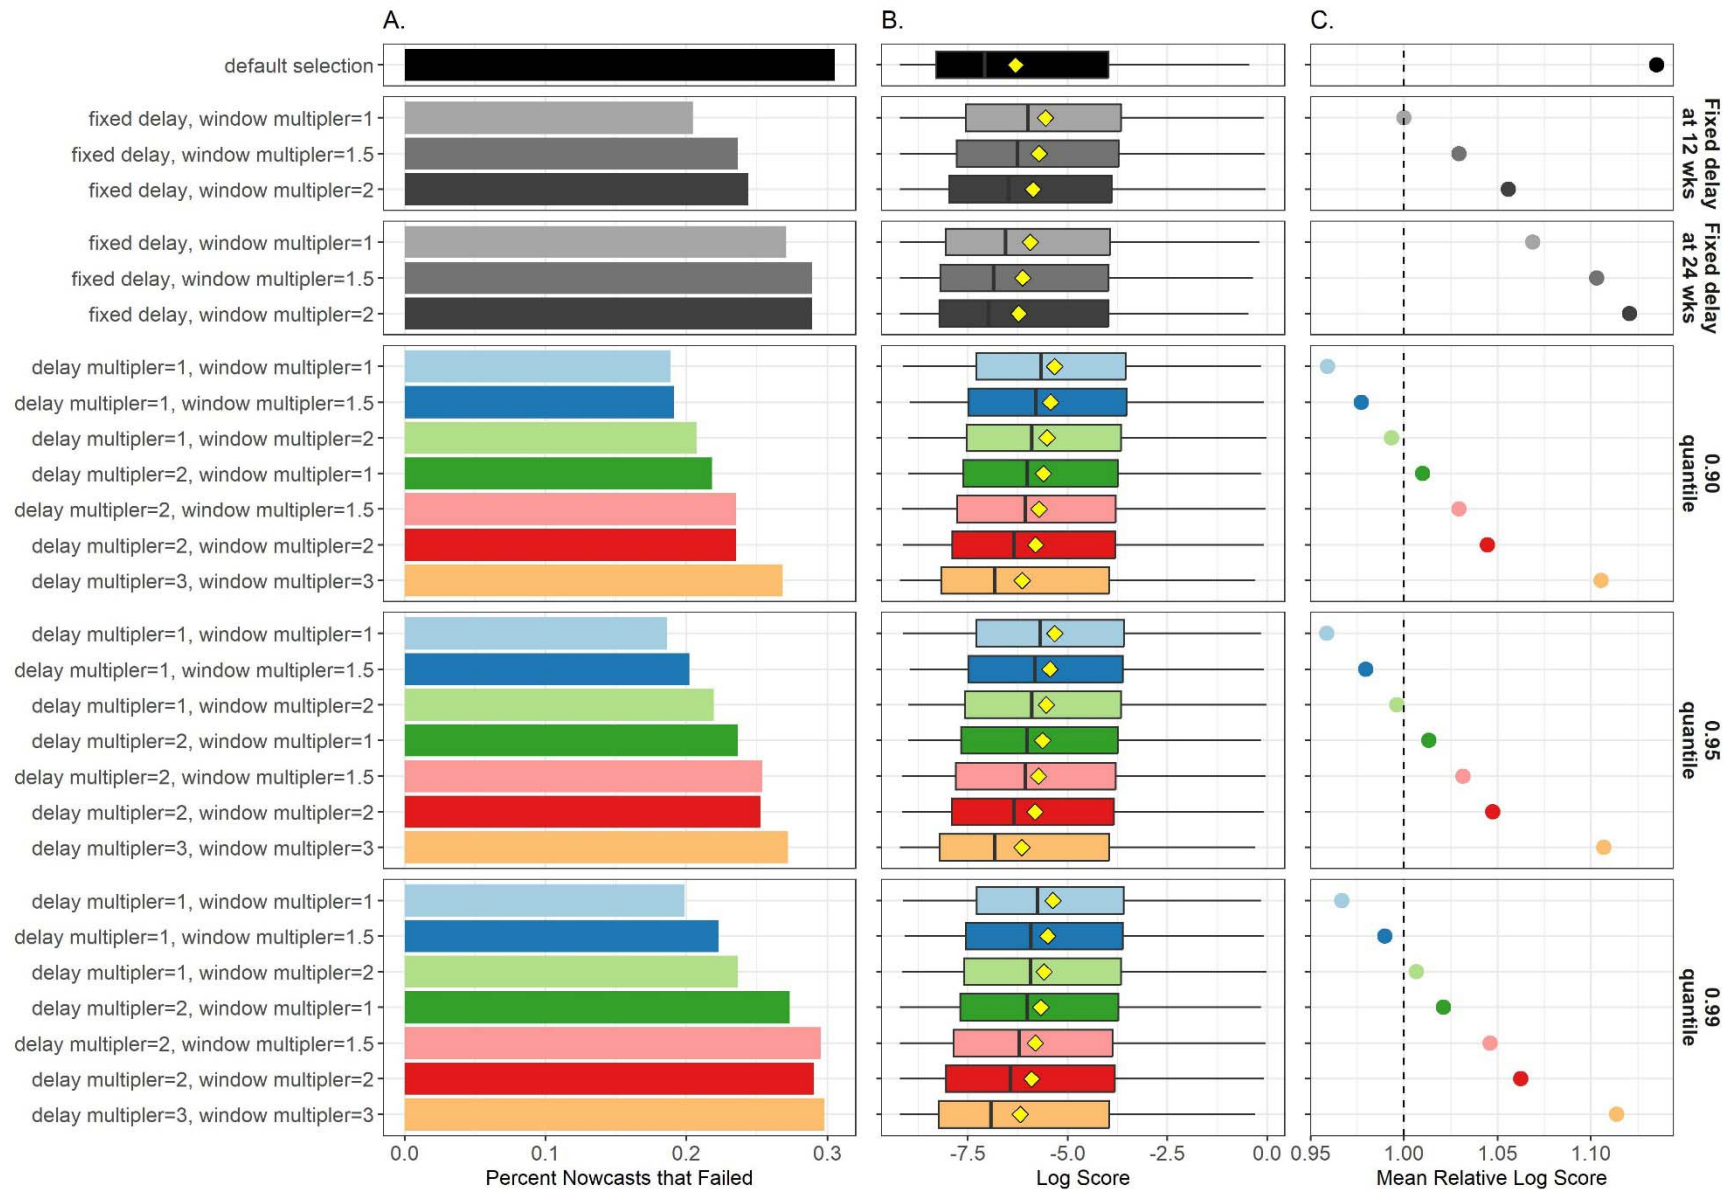 A.
B.
C.
default selection
fixed delay, window multipler=1
fixed delay, window multipler=1.5
fixed delay, window multipler=2
Fixed delay
at 12 wks
fixed delay, window multipler=1
fixed delay, window multipler=1.5
fixed delay, window multipler=2
Fixed delay
at 24 wks
delay multipler=1, window multipler=1
delay multipler=1, window multipler=1.5
delay multipler=1, window multipler=2
delay multipler=2, window multipler=1
delay multipler=2, window multipler=1.5
delay multipler=2, window multipler=2
delay multipler=3, window multipler=3
0.90
quantile
delay multipler=1, window multipler=1
delay multipler=1, window multipler=1.5
delay multipler=1, window multipler=2
delay multipler=2, window multipler=1
delay multipler=2, window multipler=1.5
delay multipler=2, window multipler=2
delay multipler=3, window multipler=3
0.95
quantile
delay multipler=1, window multipler=1
delay multipler=1, window multipler=1.5
delay multipler=1, window multipler=2
delay multipler=2, window multipler=1
delay multipler=2, window multipler=1.5
delay multipler=2, window multipler=2
delay multipler=3, window multipler=3
0.99
quantile
0.0 0.1 0.2 0.3
Percent Nowcasts that Failed
-7.5 -5.0 -2.5 0.0
Log Score
0.95 1.00 1.05 1.10
Mean Relative Log Score